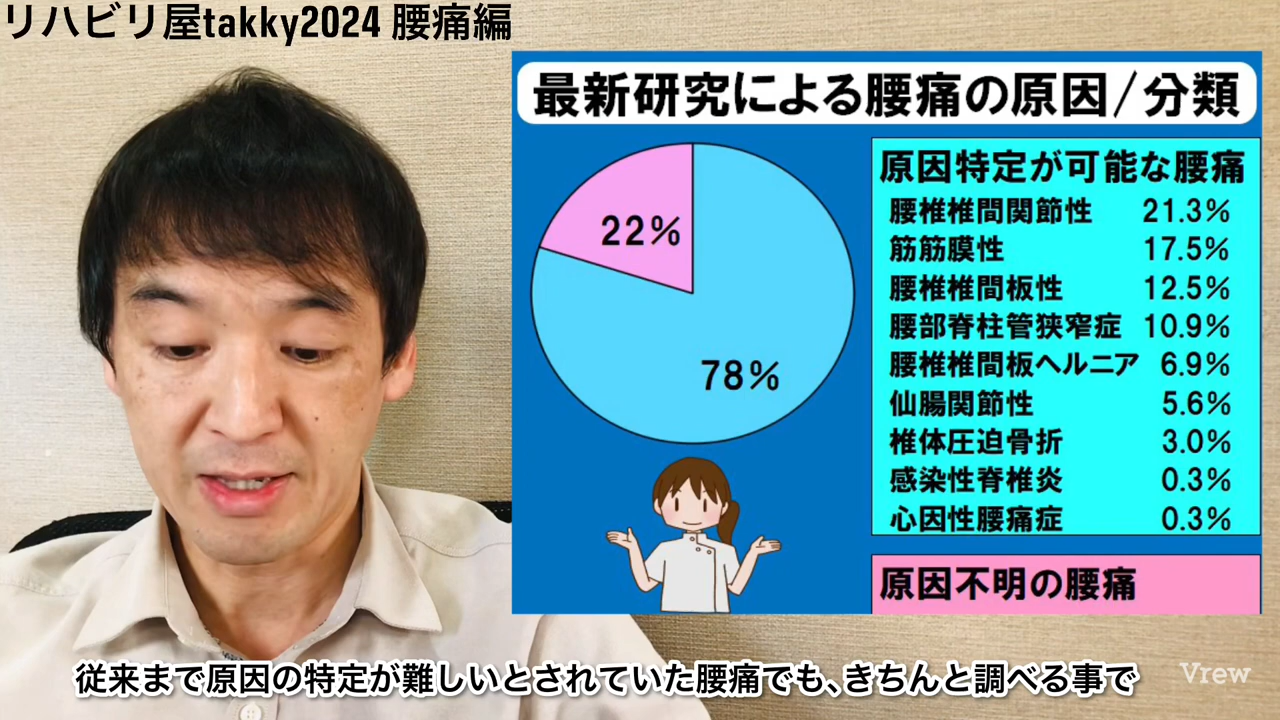 リハビリ屋takky2024 腰痛編
最新研究による腰痛の原因/分類
22%
78%
原因特定が可能な腰痛
腰椎椎間関節性 21.3%
筋筋膜性 17.5%
腰椎椎間板性 12.5%
腰部脊柱管狭窄症 10.9%
腰椎椎間板ヘルニア 6.9%
仙腸関節性 5.6%
椎体圧迫骨折 3.0%
感染性脊椎炎 0.3%
心因性腰痛症 0.3%
原因不明の腰痛
従来まで原因の特定が難しいとされていた腰痛でも、きちんと調べる事で
Vrew